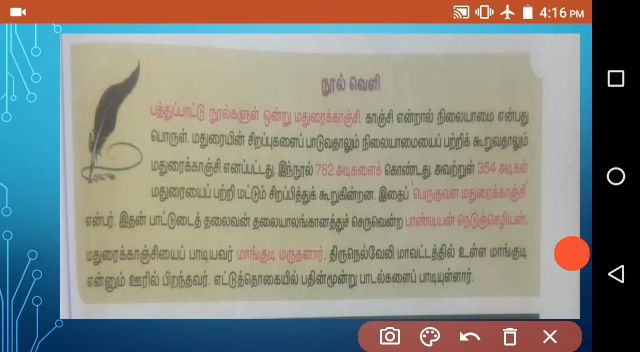 4:16 PM
நூல் வெளி
பத்துப்பாட்டு நூல்களுள் ஒன்று மதுரைக்காஞ்சி. காஞ்சி என்றால் நிலையாமை என்பது
பொருள். மதுரையின் சிறப்புகளைப் பாடுவதாலும் நிலையாமையைப் பற்றிக் கூறுவதாலும்
மதுரைக்காஞ்சி எனப்பட்டது. இந்நூல் 782 அடிகளைக் கொண்டது. அவற்றுள் 354 அடிகள்
மதுரையைப் பற்றி மட்டும் சிறப்பித்துக் கூறுகின்றன. இதைப் பெருகுவள மதுரைக்காஞ்சி
என்பர். இதன் பாட்டுடைத் தலைவன் தலையாலங்கானத்துச் செருவென்ற பாண்டியன் நெடுஞ்செழியன்.
மதுரைக்காஞ்சியைப் பாடியவர் மாங்குடி மருதனார். திருநெல்வேலி மாவட்டத்தில் உள்ள மாங்குடி
என்னும் ஊரில் பிறந்தவர். எட்டுத்தொகையில் பதின்மூன்று பாடல்களைப் பாடியுள்ளார்.